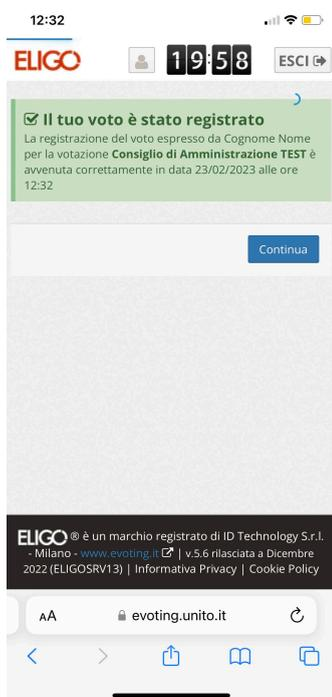 12:32
ELIGO
19:58
ESCI
Il tuo voto è stato registrato
La registrazione del voto espresso da Cognome Nome
per la votazione Consiglio di Amministrazione TEST è
avvenuta correttamente in data 23/02/2023 alle ore
12:32
Continua
ELIGO ® è un marchio registrato di ID Technology S.r.l.
- Milano - www.evoting.it | v.5.6 rilasciata a Dicembre
2022 (ELIGOSRV13) | Informativa Privacy | Cookie Policy
AA evoting.unito.it